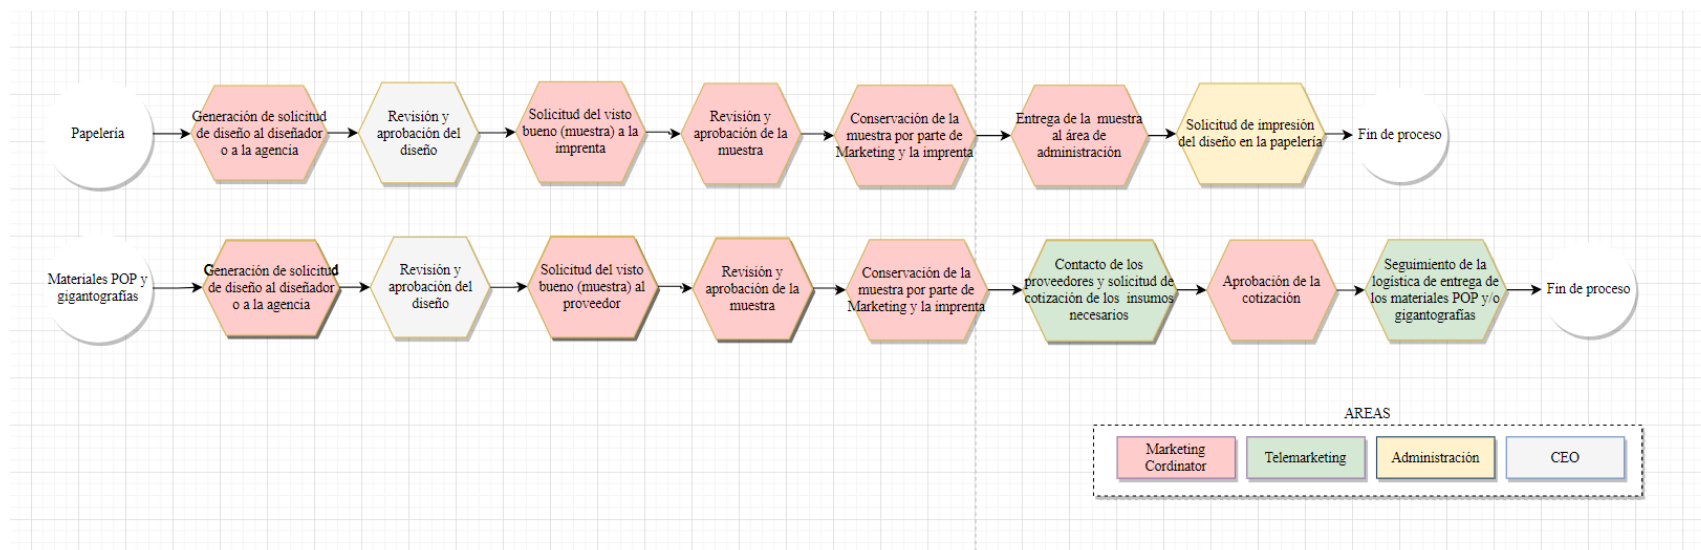 Papelería
Generación de solicitud
de diseño al diseñador
o a la agencia
Revisión y
aprobación del
diseño
Solicitud del visto
bueno (muestra) a la
imprenta
Revisión y
aprobación de la
muestra
Conservación de la
muestra por parte de
Marketing y la imprenta
Entrega de la muestra
al área de
administración
Solicitud de impresión
del diseño en la papelería
Fin de proceso
Materiales POP y
gigantografías
Generación de solicitud
de diseño al diseñador
o a la agencia
Revisión y
aprobación del
diseño
Solicitud del visto
bueno (muestra) al
proveedor
Revisión y
aprobación de la
muestra
Conservación de la
muestra por parte de
Marketing y la imprenta
Contacto de los
proveedores y solicitud de
cotización de los insumos
necesarios
Aprobación de la
cotización
Seguimiento de la
logística de entrega de
los materiales POP y/o
gigantografías
Fin de proceso
AREAS
Marketing
Cordinator
Telemarketing
Administración
CEO